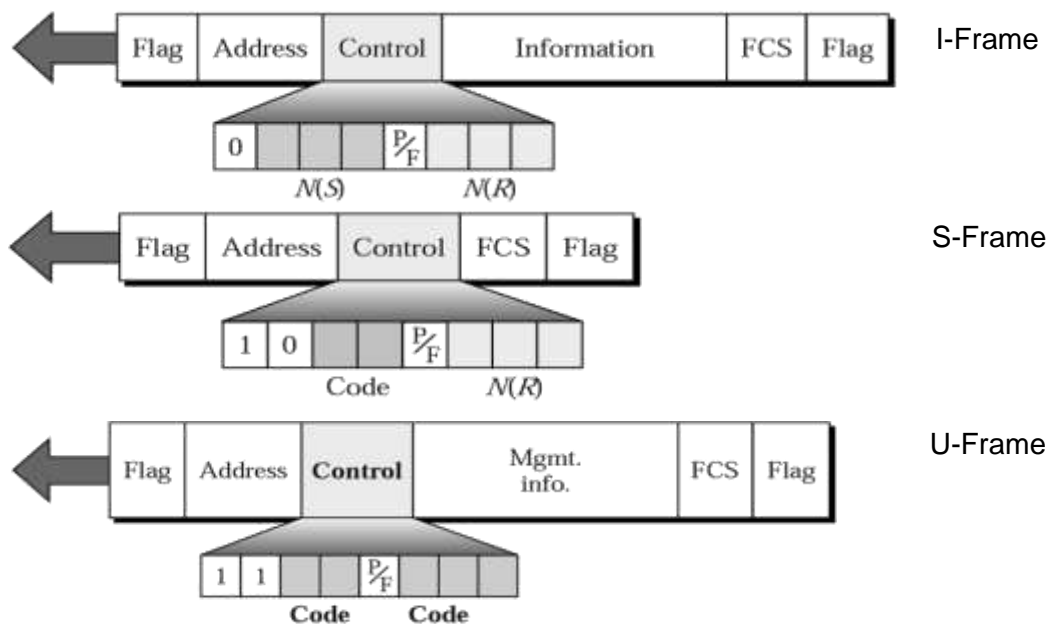 Flag Address Control Information FCS Flag I-Frame
0 P/F
N(S) N(R)
Flag Address Control FCS Flag S-Frame
1 0 P/F
Code N(R)
Flag Address Control Mgmt. info. FCS Flag U-Frame
1 1 P/F
Code Code